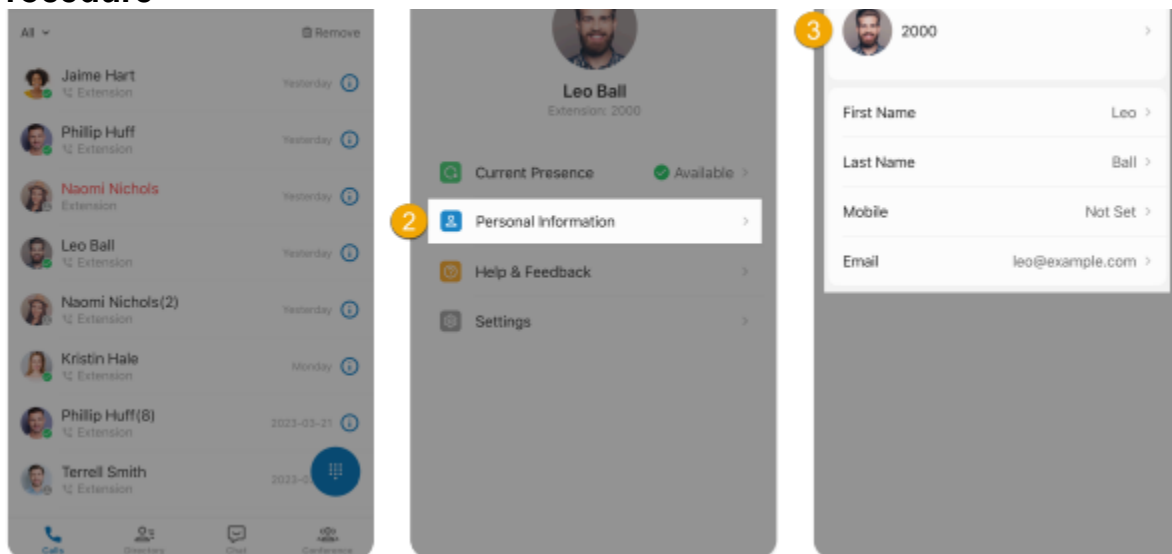 All
Remove
Jaime Hart
Extension
Yesterday
Phillip Huff
Extension
Yesterday
Naomi Nichols
Extension
Yesterday
Leo Ball
Extension
Yesterday
Naomi Nichols(2)
Extension
Yesterday
Kristin Hale
Extension
Monday
Phillip Huff(8)
Extension
2023-03-21
Terrell Smith
Extension
2023-0
Calls
Directory
Chat
Conference
Leo Ball
Extension: 2000
Current Presence
Available
2
Personal Information
Help & Feedback
Settings
3
2000
First Name
Leo
Last Name
Ball
Mobile
Not Set
Email
leo@example.com